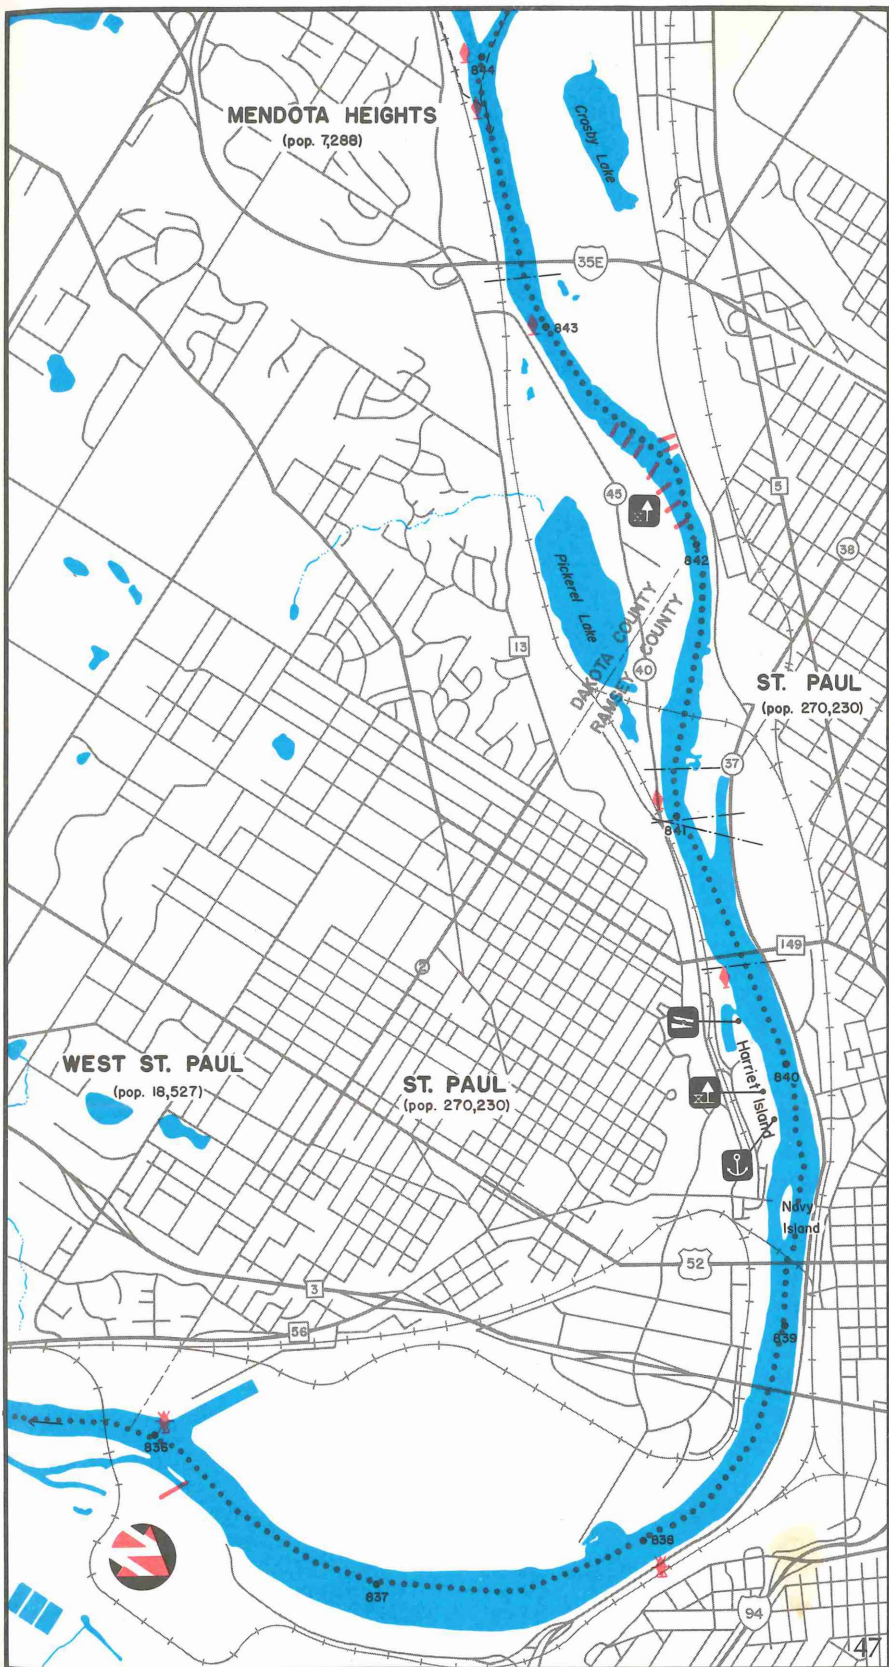 844
MENDOTA HEIGHTS
(pop. 7,288)
Crosby Lake
35E
843
5
45
38
842
Pickerel Lake
13
DAKOTA COUNTY
RAMSEY COUNTY
40
ST. PAUL
(pop. 270,230)
37
841
149
2
Harriet Island
840
WEST ST. PAUL
(pop. 18,527)
ST. PAUL
(pop. 270,230)
Navy
Island
52
3
56
839
836
838
837
94
47